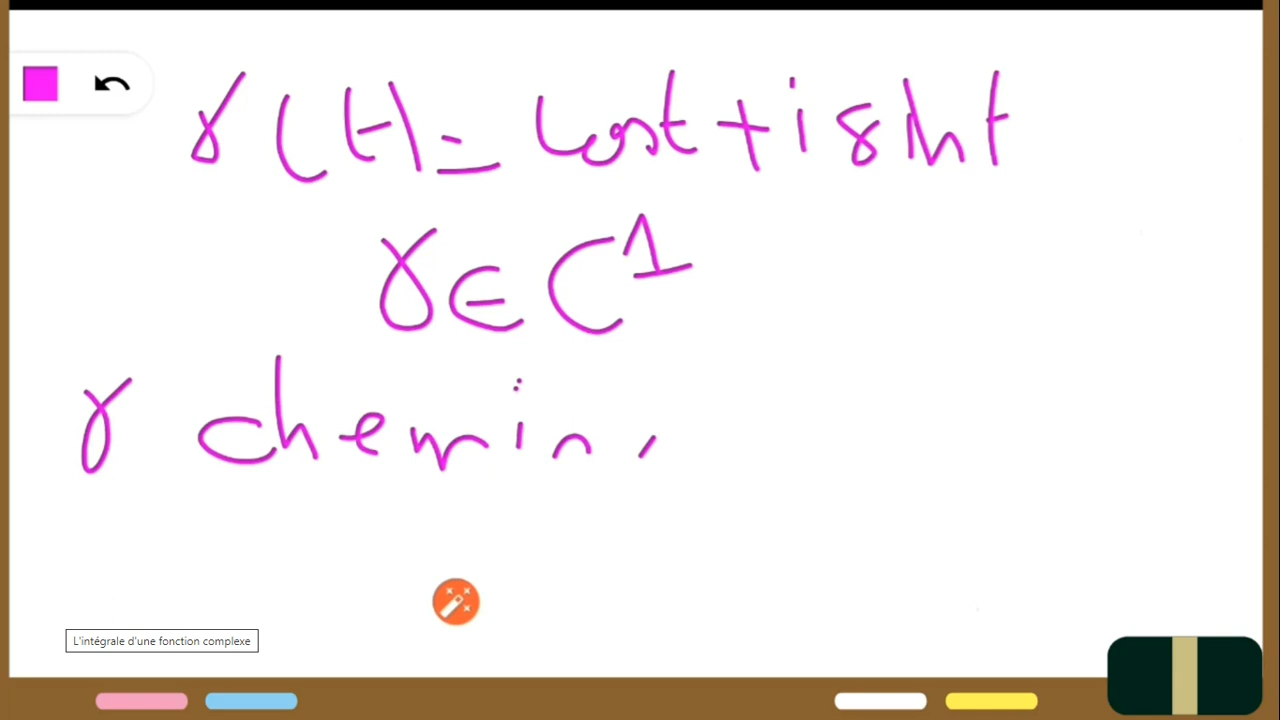 γ(t) = cost + i sint
γ ∈ C¹
γ chemin,
L'intégrale d'une fonction complexe